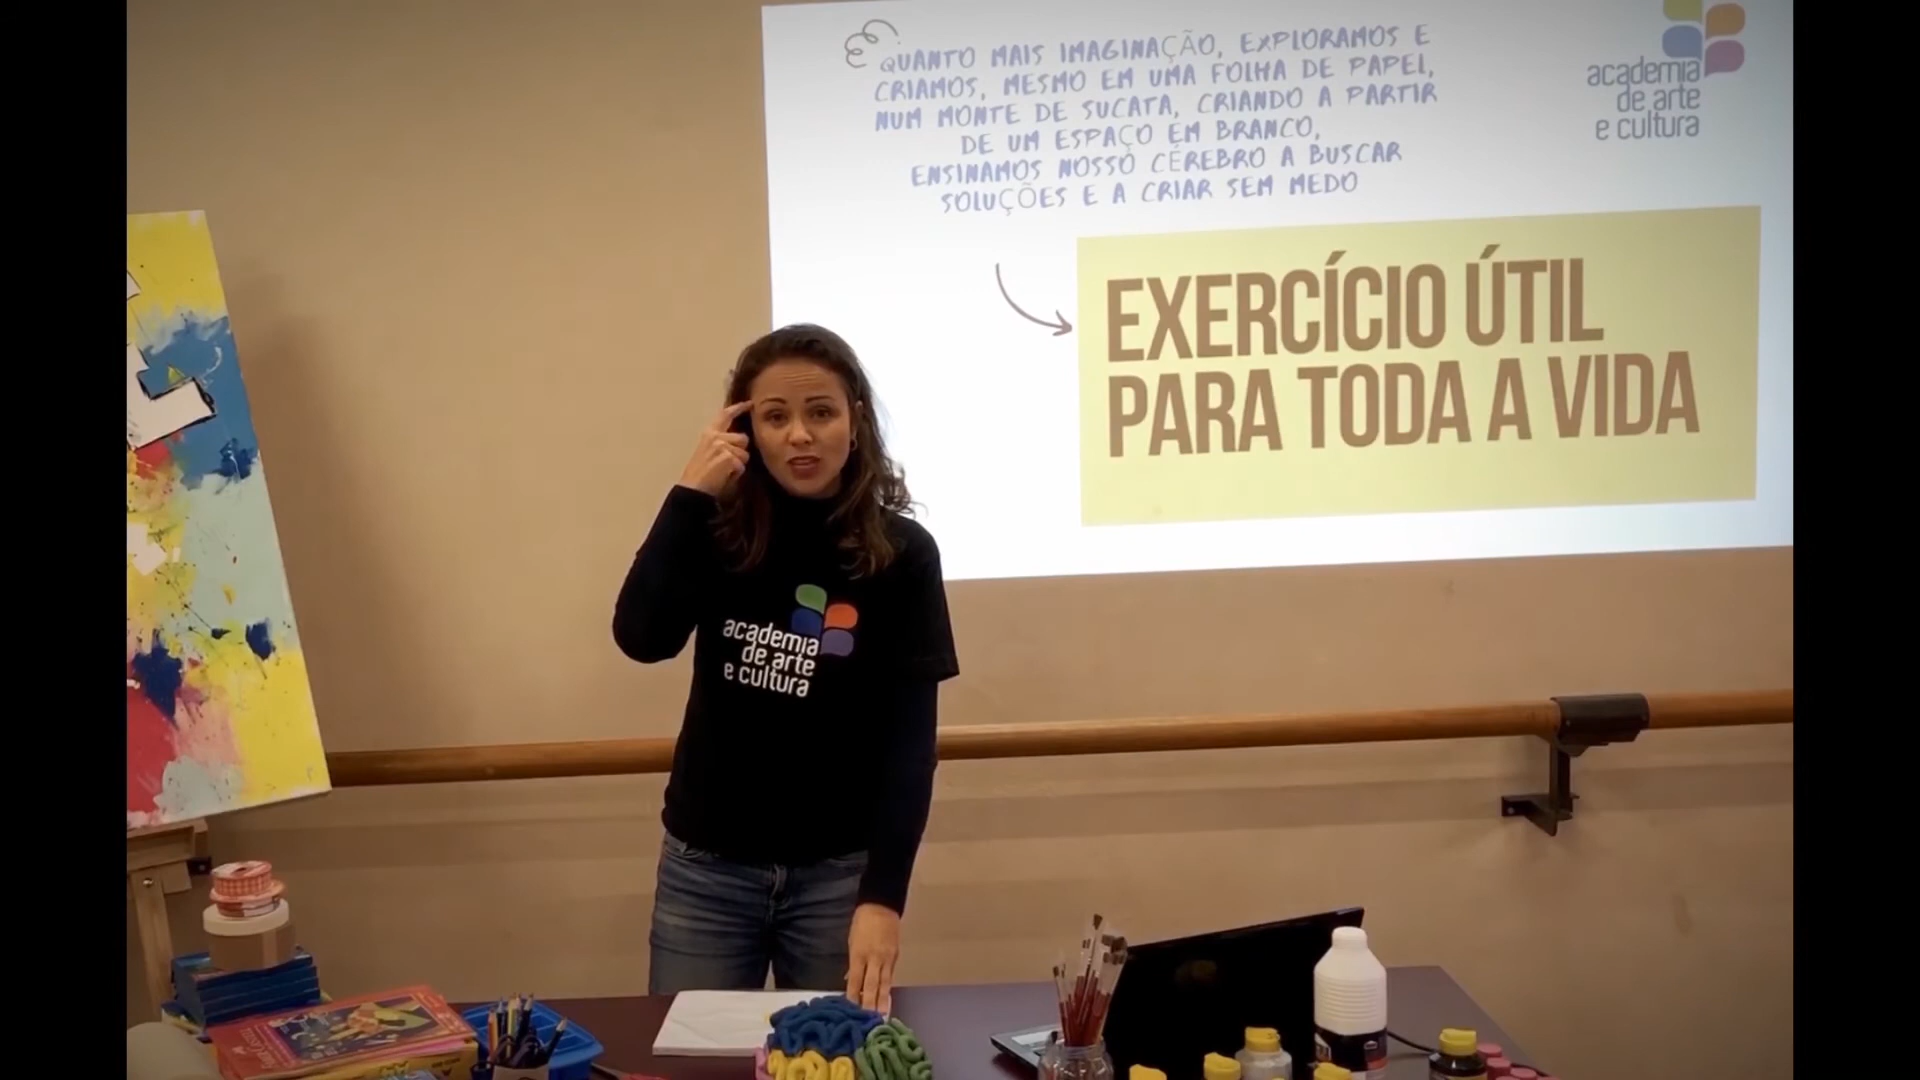 QUANTO MAIS IMAGINAÇÃO, EXPLORAMOS E
CRIAMOS, MESMO EM UMA FOLHA DE PAPEL,
NUM MONTE DE SUCATA, CRIANDO A PARTIR
DE UM ESPAÇO EM BRANCO,
ENSINAMOS NOSSO CÉREBRO A BUSCAR
SOLUÇÕES E A CRIAR SEM MEDO
academia
de arte
e cultura
EXERCÍCIO ÚTIL
PARA TODA A VIDA
academia
de arte
e cultura